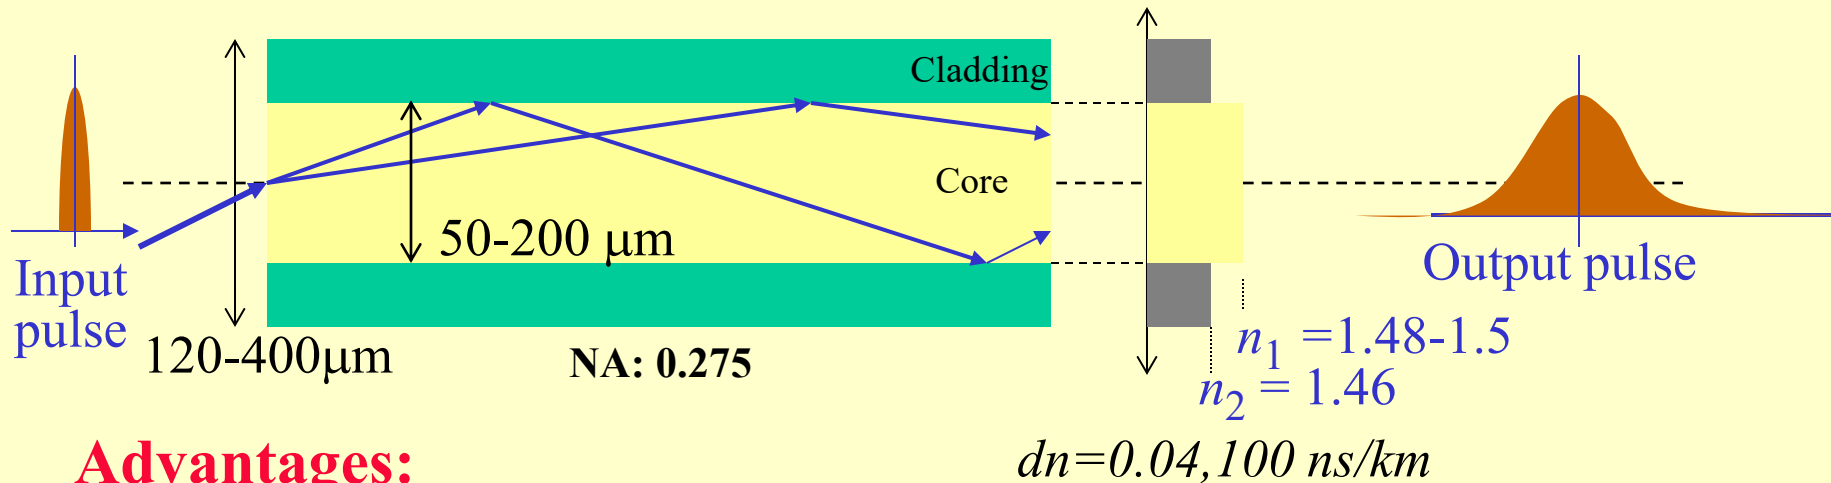 Cladding
Core
50-200 μm
Input
pulse
120-400μm
NA: 0.275
Output pulse
n1 =1.48-1.5
n2 = 1.46
dn=0.04,100 ns/km
Advantages: